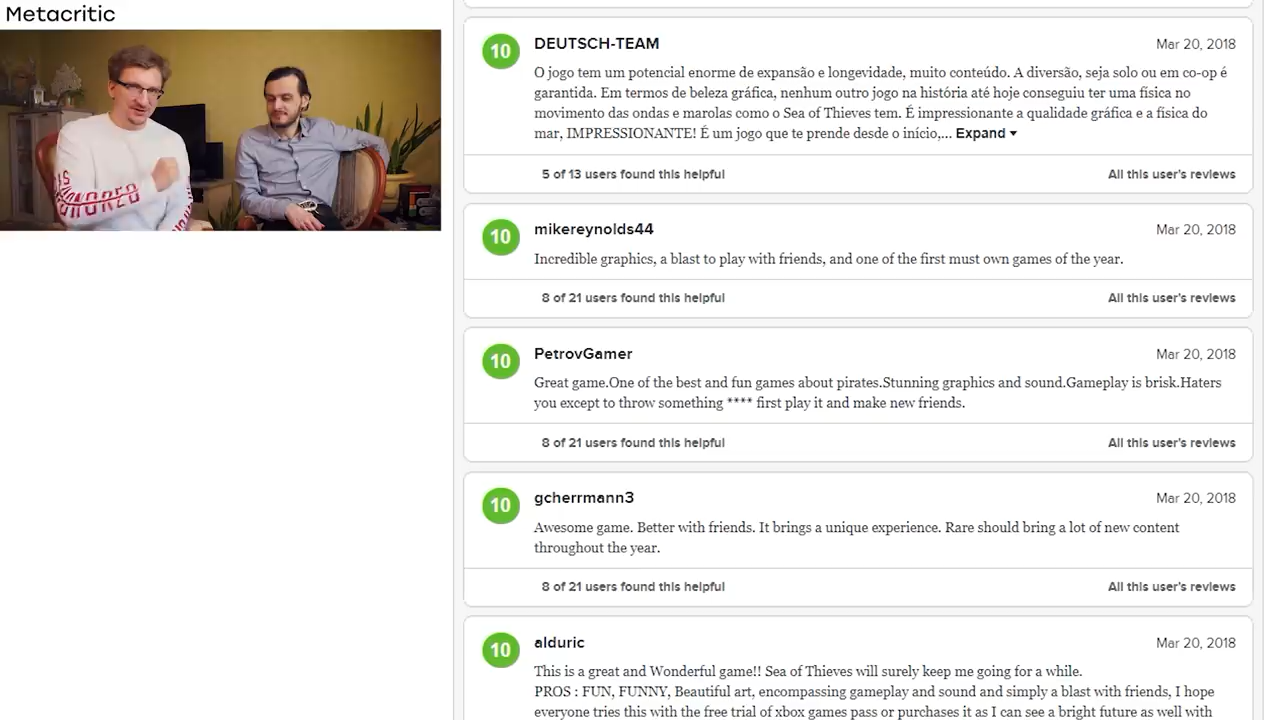 Metacritic
DEUTSCH-TEAM
Mar 20, 2018
10
O jogo tem um potencial enorme de expansão e longevidade, muito conteúdo. A diversão, seja solo ou em co-op é
garantida. Em termos de beleza gráfica, nenhum outro jogo na história até hoje conseguiu ter uma física no
movimento das ondas e marolas como o Sea of Thieves tem. É impressionante a qualidade gráfica e a física do
mar, IMPRESSIONANTE! É um jogo que te prende desde o início,... Expand
5 of 13 users found this helpful
All this user's reviews
mikereynolds44
Mar 20, 2018
10
Incredible graphics, a blast to play with friends, and one of the first must own games of the year.
8 of 21 users found this helpful
All this user's reviews
PetrovGamer
Mar 20, 2018
10
Great game.One of the best and fun games about pirates.Stunning graphics and sound.Gameplay is brisk.Haters
you except to throw something **** first play it and make new friends.
8 of 21 users found this helpful
All this user's reviews
gcherrmann3
Mar 20, 2018
10
Awesome game. Better with friends. It brings a unique experience. Rare should bring a lot of new content
throughout the year.
8 of 21 users found this helpful
All this user's reviews
alduric
Mar 20, 2018
10
This is a great and Wonderful game!! Sea of Thieves will surely keep me going for a while.
PROS : FUN, FUNNY, Beautiful art, encompassing gameplay and sound and simply a blast with friends, I hope
everyone tries this with the free trial of xbox games pass or purchases it as I can see a bright future as well with